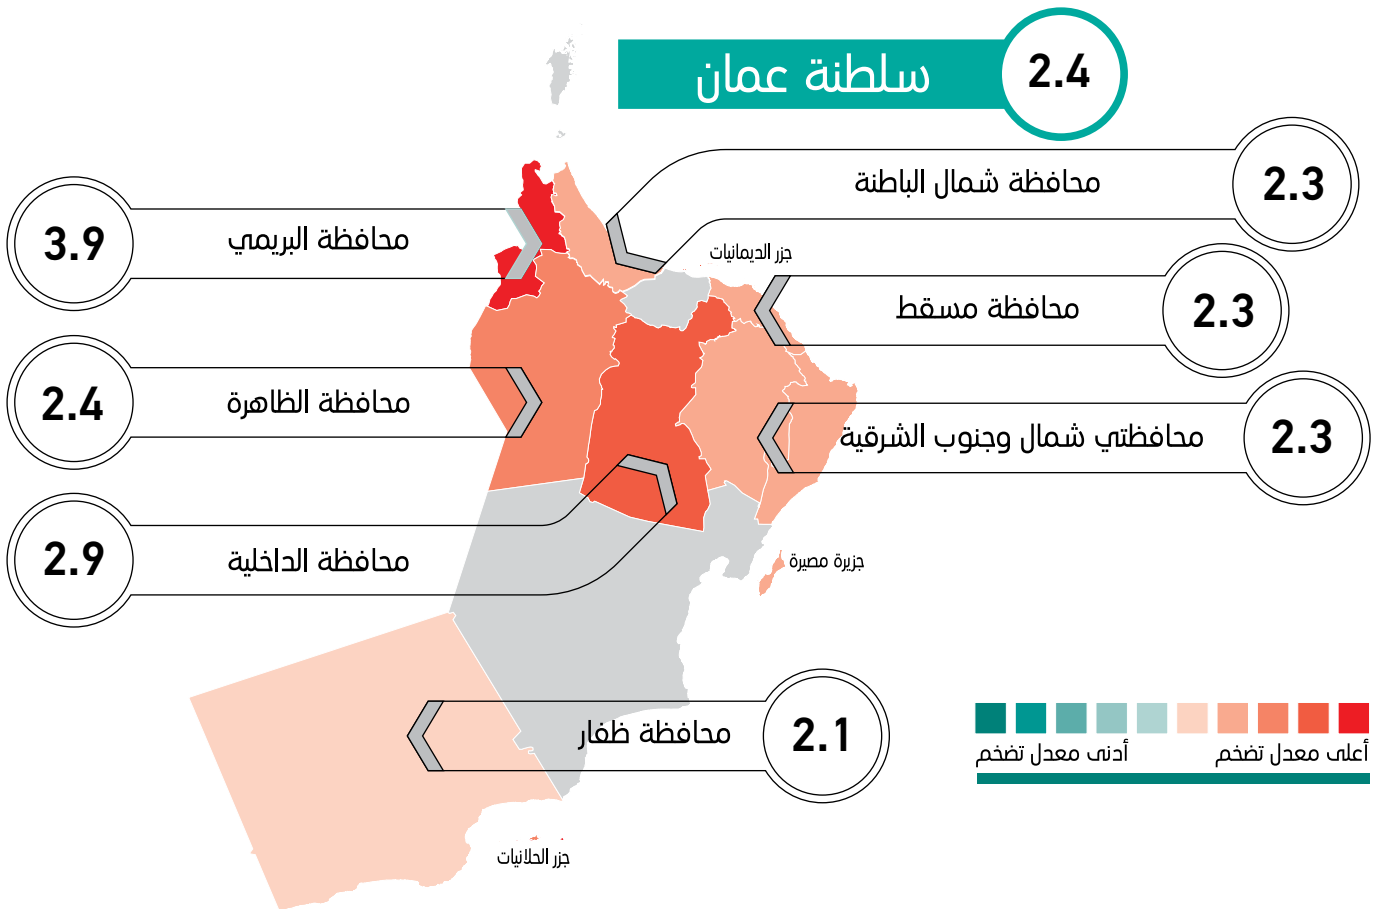 سلطنة عمان
2.4
محافظة شمال الباطنة
2.3
محافظة البريمي
3.9
جزر الديمانيات
محافظة مسقط
2.3
محافظة الظاهرة
2.4
محافظتي شمال وجنوب الشرقية
2.3
محافظة الداخلية
2.9
جزيرة مصيرة
محافظة ظفار
2.1
أعلى معدل تضخم
أدنى معدل تضخم
جزر الحلانيات